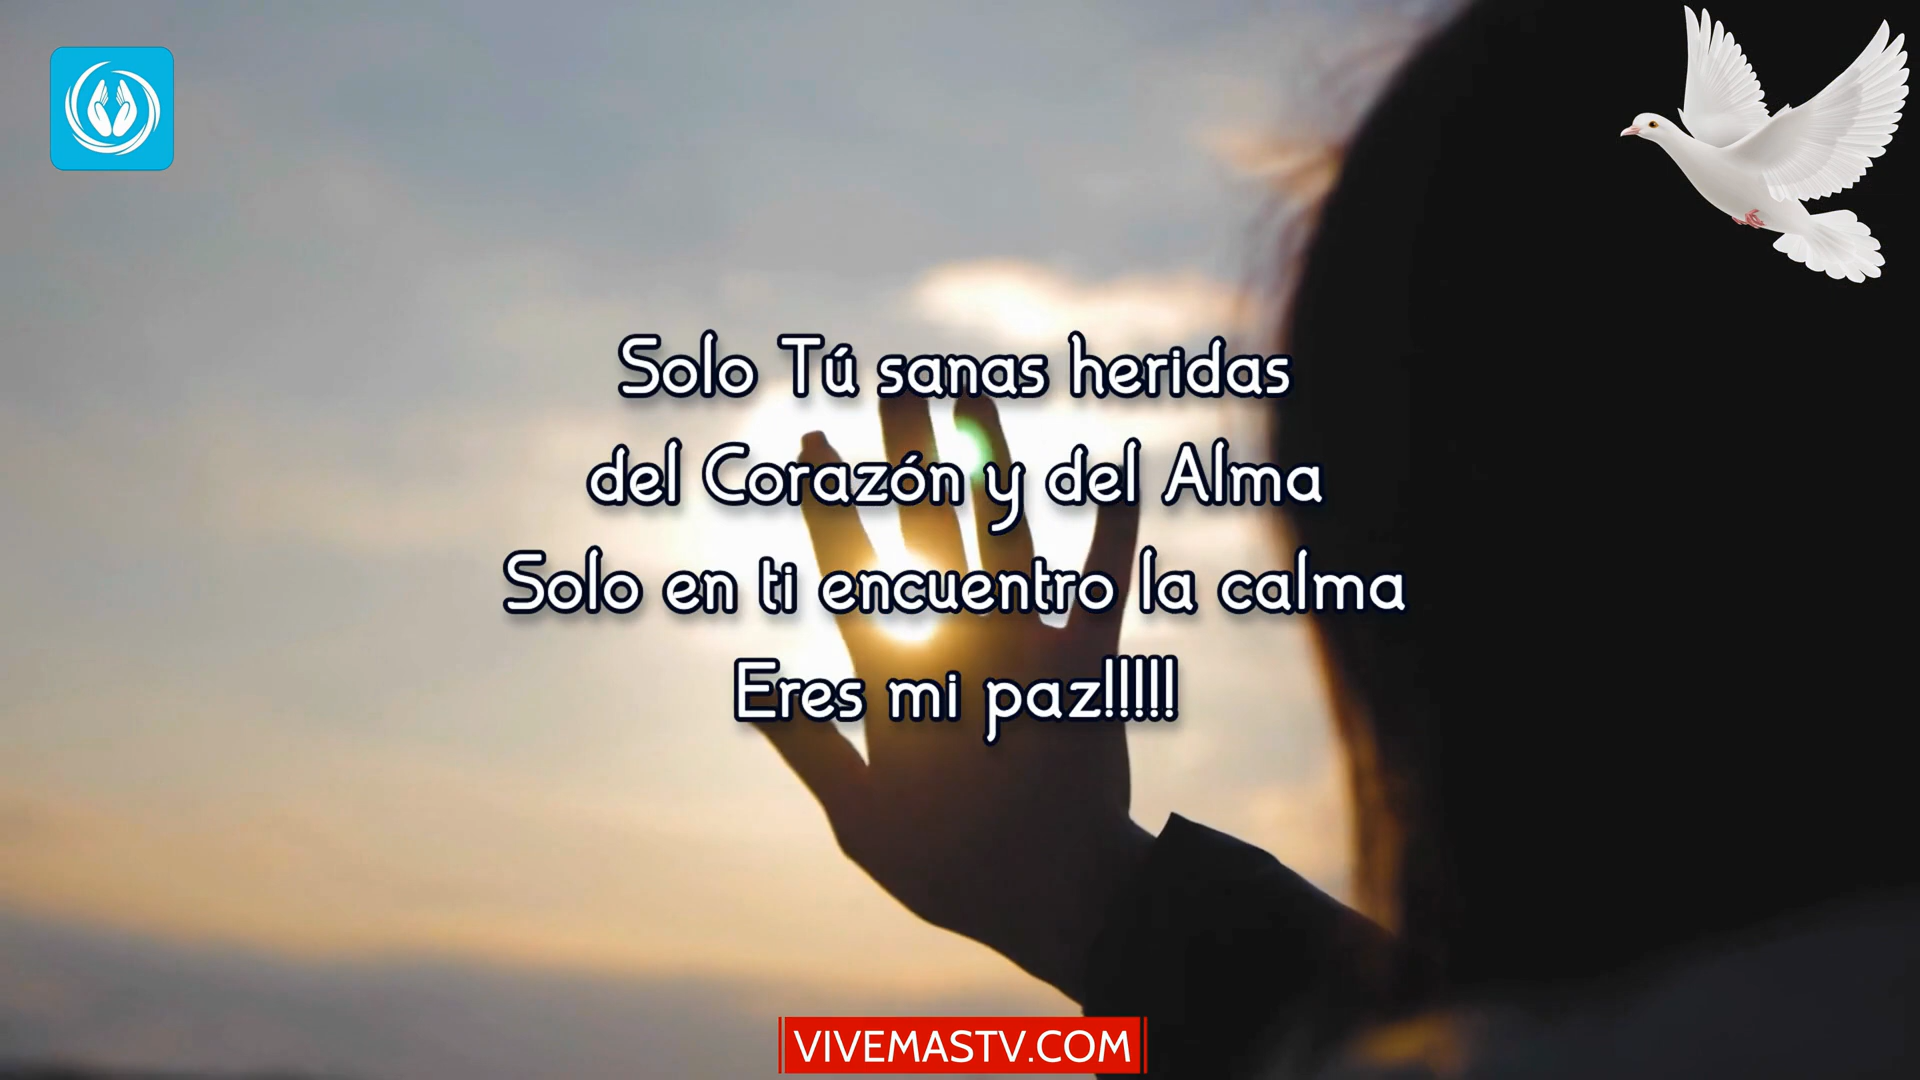 Solo Tú sanas heridas
del Corazón y del Alma
Solo en ti encuentro la calma
Eres mi paz!!!!!
VIVEMASTV.COM